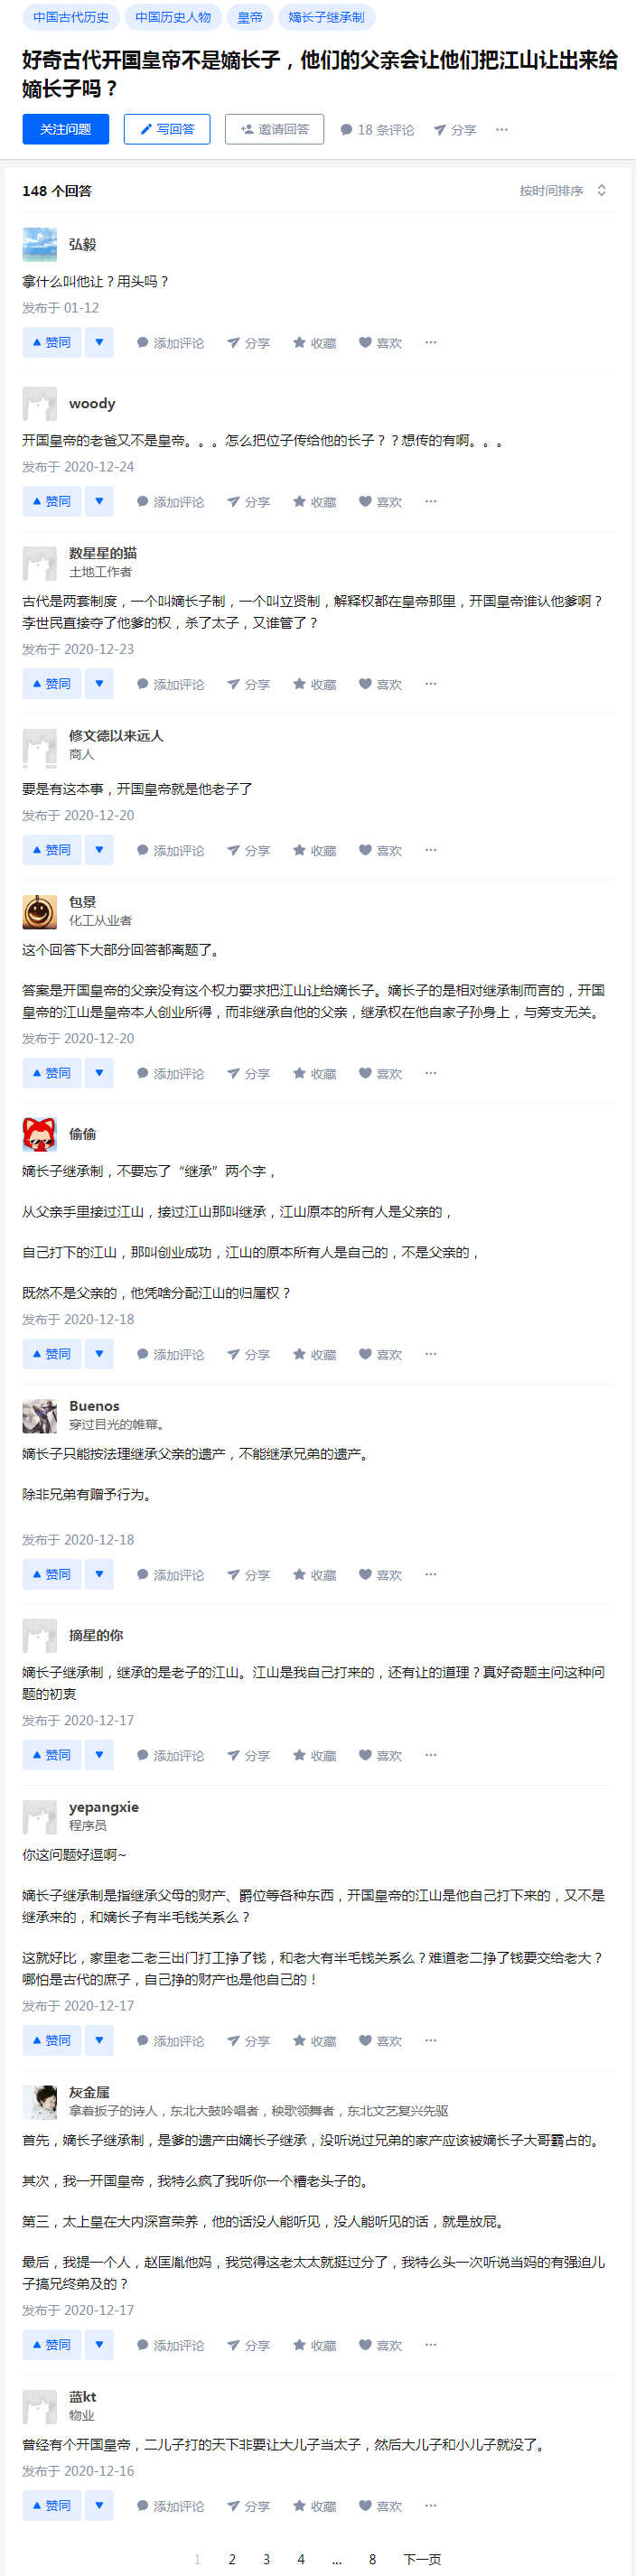 中国古代历史 中国历史人物 皇帝 嫡长子继承制
好奇古代开国皇帝不是嫡长子，他们的父亲会让他们把江山让出来给
嫡长子吗？
关注问题 写回答 邀请回答 18 条评论 分享 ···
148 个回答 按时间排序
弘毅
拿什么叫他让？用头吗？
发布于 01-12
赞同 添加评论 分享 收藏 喜欢 ···
woody
开国皇帝的老爸又不是皇帝。。。怎么把位子传给他的长子？？想传的有啊。。。
发布于 2020-12-24
赞同 添加评论 分享 收藏 喜欢 ···
数星星的猫
土地工作者
古代是两套制度，一个叫嫡长子制，一个叫立贤制，解释权都在皇帝那里，开国皇帝谁认他爹啊？
李世民直接夺了他爹的权，杀了太子，又谁管了？
发布于 2020-12-23
赞同 添加评论 分享 收藏 喜欢 ···
修文德以来远人
商人
要是有这本事，开国皇帝就是他老子了
发布于 2020-12-20
赞同 添加评论 分享 收藏 喜欢 ···
包景
化工从业者
这个回答下大部分回答都离题了。
答案是开国皇帝的父亲没有这个权力要求把江山让给嫡长子。嫡长子的是相对继承制而言的，开国
皇帝的江山是皇帝本人创业所得，而非继承自他的父亲，继承权在他自家子孙身上，与旁支无关。
发布于 2020-12-20
赞同 添加评论 分享 收藏 喜欢 ···
偷偷
嫡长子继承制，不要忘了“继承”两个字，
从父亲手里接过江山，接过江山那叫继承，江山原本的所有人是父亲的，
自己打下的江山，那叫创业成功，江山的原本所有人是自己的，不是父亲的，
既然不是父亲的，他凭啥分配江山的归属权？
发布于 2020-12-18
赞同 添加评论 分享 收藏 喜欢 ···
Buenos
穿过目光的帷幕。
嫡长子只能按法理继承父亲的遗产，不能继承兄弟的遗产。
除非兄弟有赠予行为。
发布于 2020-12-18
赞同 添加评论 分享 收藏 喜欢 ···
摘星的你
嫡长子继承制，继承的是老子的江山。江山是我自己打来的，还有让的道理？真好奇题主问这种问
题的初衷
发布于 2020-12-17
赞同 添加评论 分享 收藏 喜欢 ···
yepangxie
程序员
你这问题好逗啊~
嫡长子继承制是指继承父母的财产、爵位等各种东西，开国皇帝的江山是他自己打下来的，又不是
继承来的，和嫡长子有半毛钱关系么？
这就好比，家里老二老三出门打工挣了钱，和老大有半毛钱关系么？难道老二挣了钱要交给老大？
哪怕是古代的庶子，自己挣的财产也是他自己的！
发布于 2020-12-17
赞同 添加评论 分享 收藏 喜欢 ···
灰金属
拿着扳子的诗人，东北大鼓吟唱者，秧歌领舞者，东北文艺复兴先驱
首先，嫡长子继承制，是爹的遗产由嫡长子继承，没听说过兄弟的家产应该被嫡长子大哥霸占的。
其次，我一开国皇帝，我特么疯了我听你一个糟老头子的。
第三，太上皇在大内深宫荣养，他的话没人能听见，没人能听见的话，就是放屁。
最后，我提一个人，赵匡胤他妈，我觉得这老太太就挺过分了，我特么头一次听说当妈的有强迫儿
子搞兄终弟及的？
发布于 2020-12-17
赞同 添加评论 分享 收藏 喜欢 ···
蓝kt
物业
曾经有个开国皇帝，二儿子打的天下非要让大儿子当太子，然后大儿子和小儿子就没了。
发布于 2020-12-16
赞同 添加评论 分享 收藏 喜欢 ···
1 2 3 4 ... 8 下一页